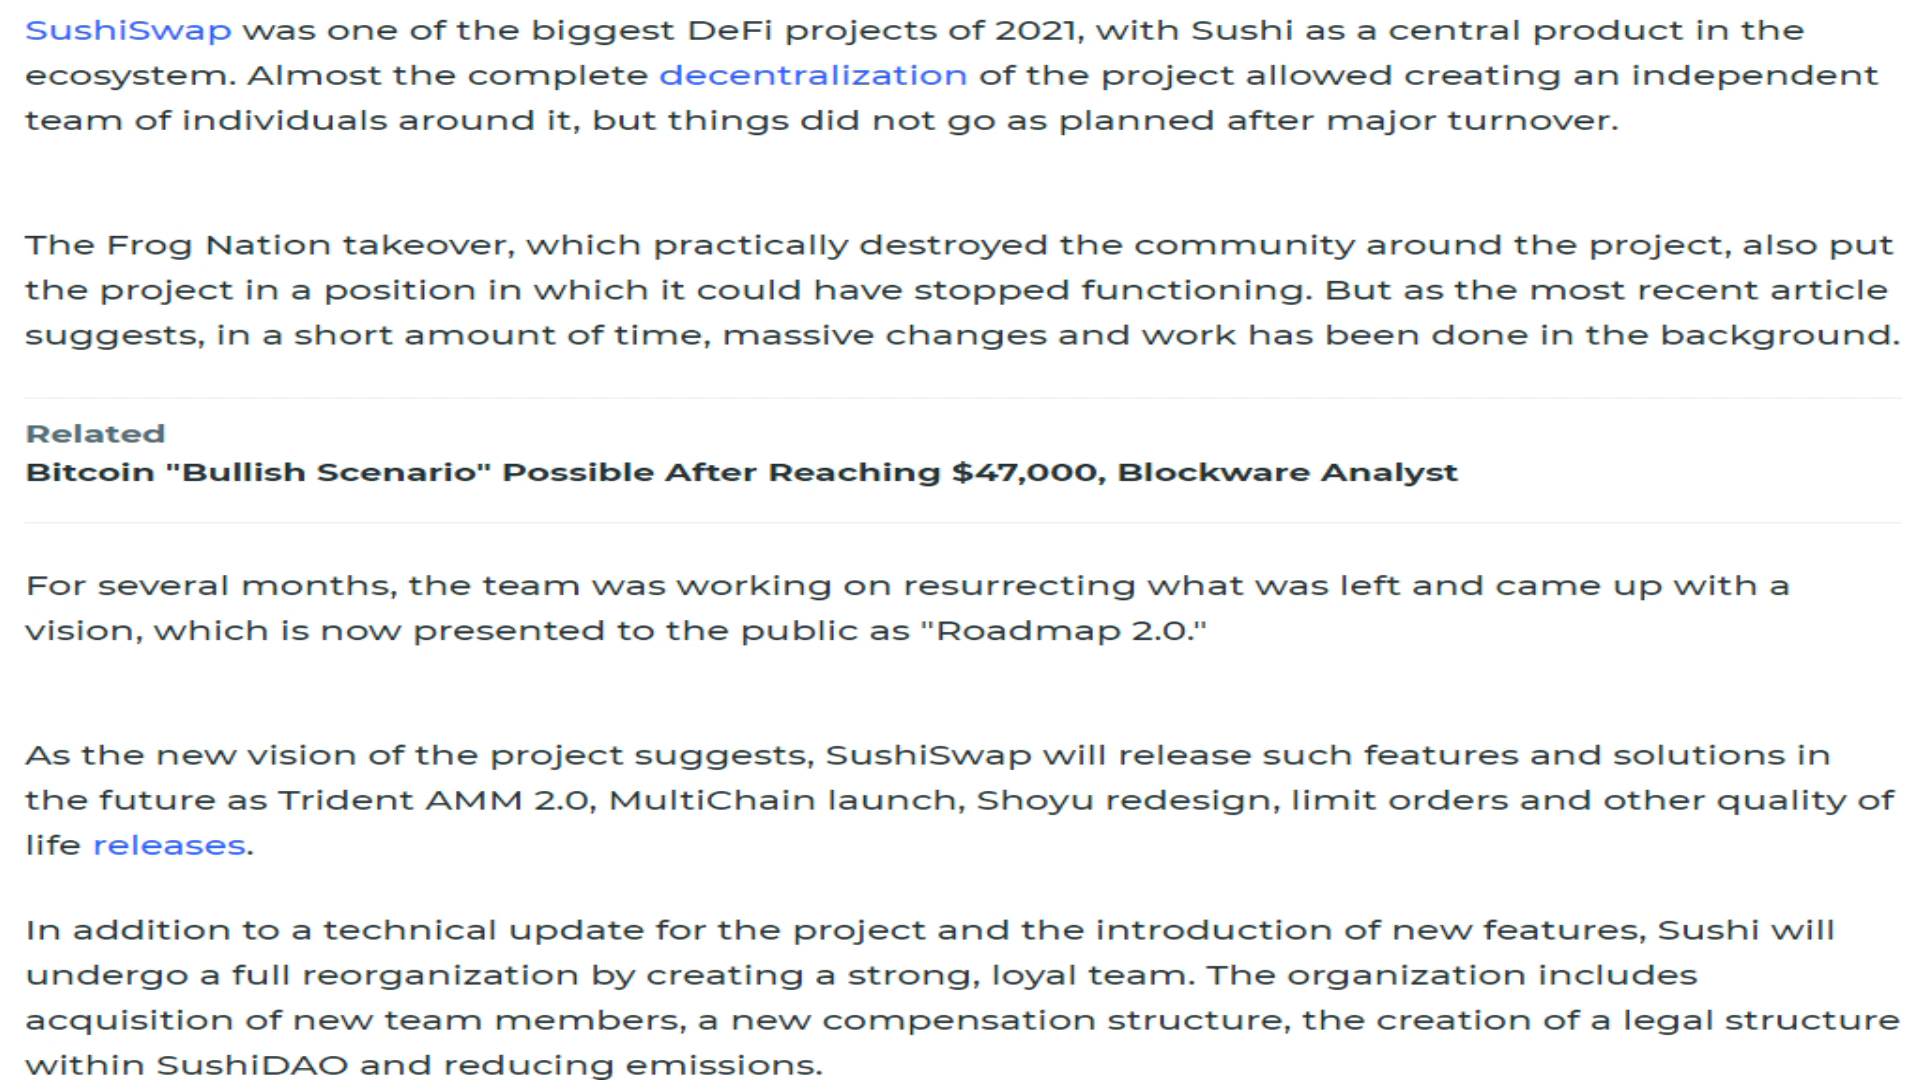 SushiSwap was one of the biggest DeFi projects of 2021, with Sushi as a central product in the
ecosystem. Almost the complete decentralization of the project allowed creating an independent
team of individuals around it, but things did not go as planned after major turnover.
The Frog Nation takeover, which practically destroyed the community around the project, also put
the project in a position in which it could have stopped functioning. But as the most recent article
suggests, in a short amount of time, massive changes and work has been done in the background.
Related
Bitcoin "Bullish Scenario" Possible After Reaching $47,000, Blockware Analyst
For several months, the team was working on resurrecting what was left and came up with a
vision, which is now presented to the public as "Roadmap 2.0."
As the new vision of the project suggests, SushiSwap will release such features and solutions in
the future as Trident AMM 2.0, MultiChain launch, Shoyu redesign, limit orders and other quality of
life releases.
In addition to a technical update for the project and the introduction of new features, Sushi will
undergo a full reorganization by creating a strong, loyal team. The organization includes
acquisition of new team members, a new compensation structure, the creation of a legal structure
within SushiDAO and reducing emissions.